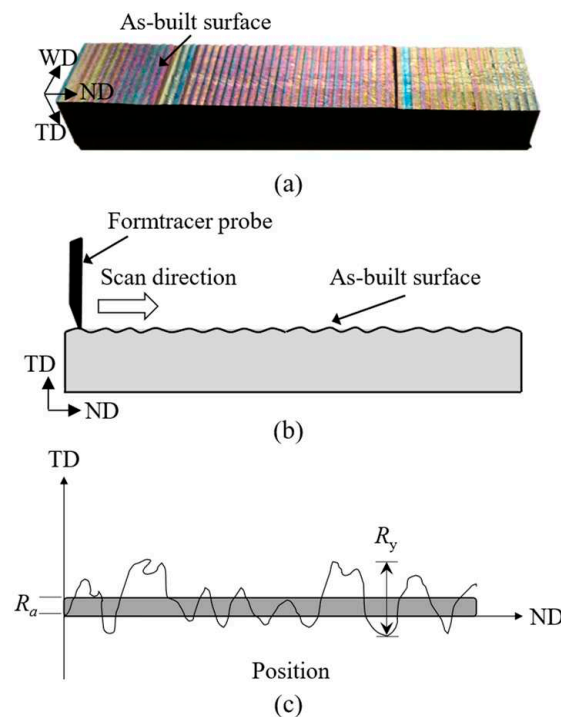 As-built surface
WD
ND
TD
(a)
Formtracer probe
Scan direction
As-built surface
TD
ND
(b)
TD
Ry
Ra
ND
Position
(c)